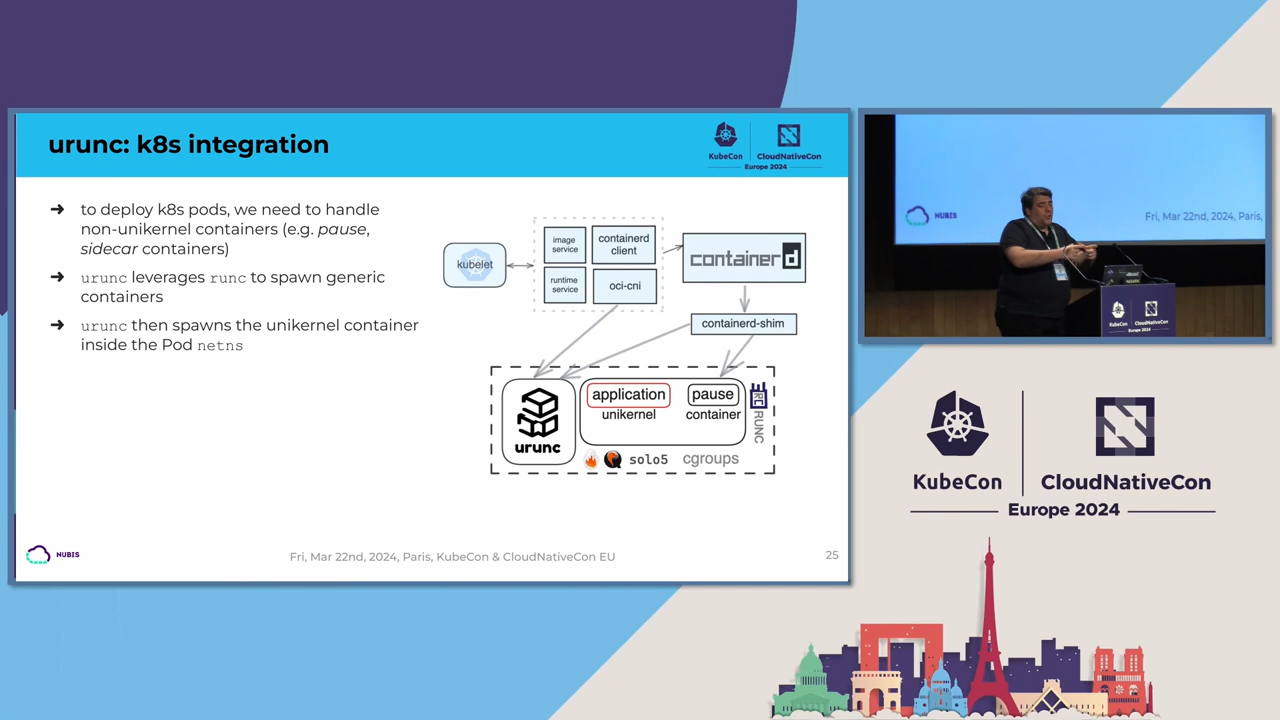 urunc: k8s integration
KubeCon
CloudNativeCon
Europe 2024
➔ to deploy k8s pods, we need to handle
non-unikernel containers (e.g. pause,
sidecar containers)
➔ urunc leverages runc to spawn generic
containers
➔ urunc then spawns the unikernel container
inside the Pod netns
kubelet
image
service
containerd
client
runtime
service
oci-cni
containerd
containerd-shim
urunc
application
unikernel
pause
container
RUNC
solo5
cgroups
NUBIS
Fri, Mar 22nd, 2024, Paris, KubeCon & CloudNativeCon EU
25
NUBIS
Fri, Mar 22nd, 2024, Paris,
KubeCon
CloudNativeCon
Europe 2024
KubeCon
CloudNativeCon
Europe 2024